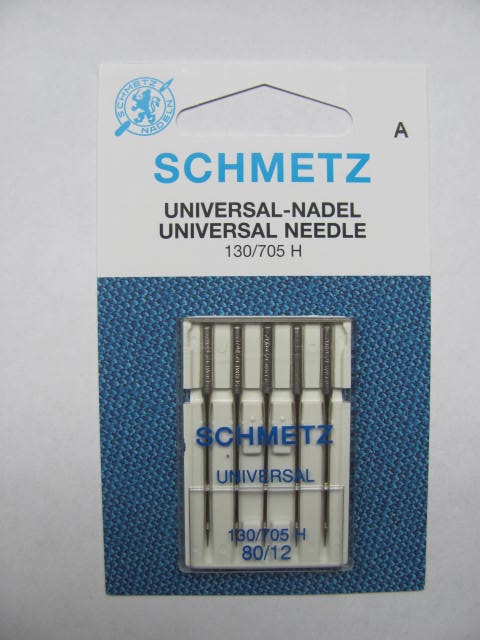 SCHMETZ
NADELN
A
SCHMETZ
UNIVERSAL-NADEL
UNIVERSAL NEEDLE
130/705 H
SCHMETZ
UNIVERSAL
130/705 H
80/12